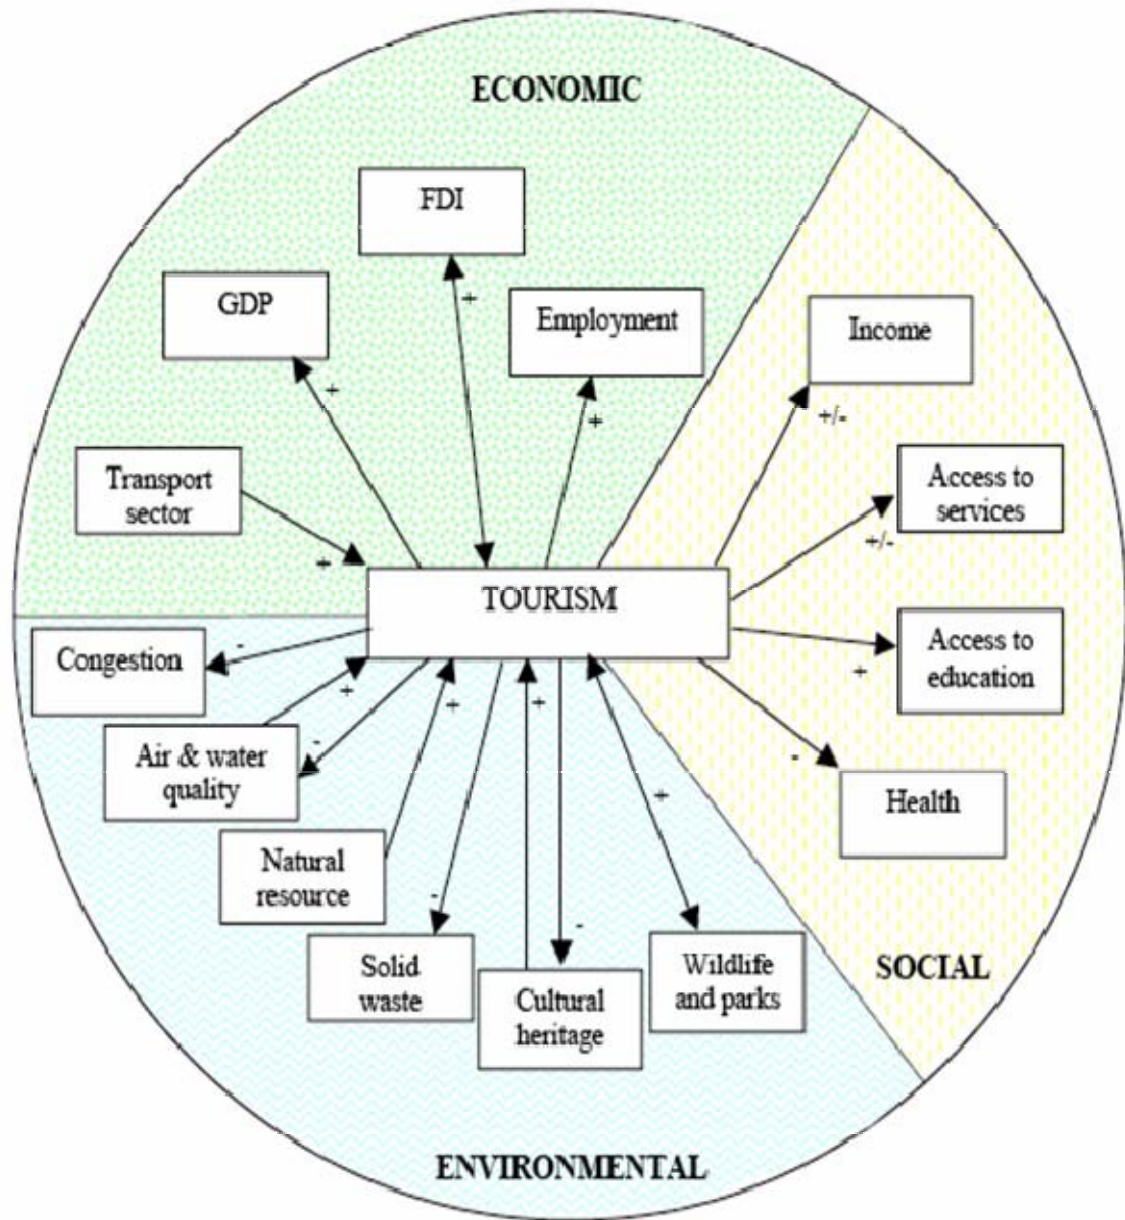 ECONOMIC
FDI
+
GDP
+
Employment
+
Income
+/-
Transport
sector
+
Access to
services
+/-
TOURISM
Congestion
-
Access to
education
+
Air & water
quality
+
-
Natural
resource
+
Health
-
Solid
waste
-
Cultural
heritage
+
-
Wildlife
and parks
+
SOCIAL
ENVIRONMENTAL